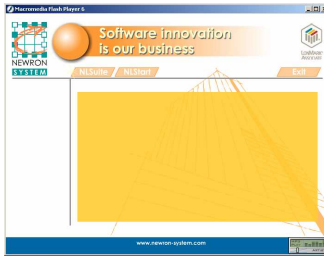 Macromedia Flash Player 6
Software innovation
is our business
NEWRON
SYSTEM
NLSuite
NLStart
Exit
www.newron-system.com